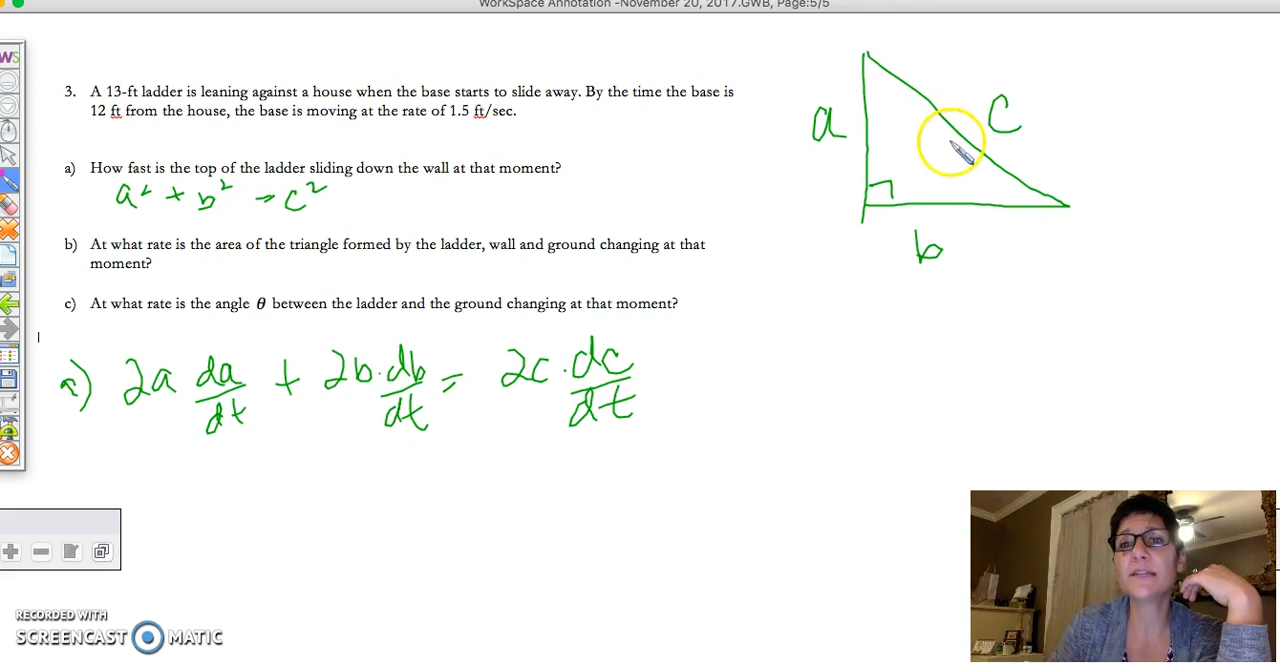 WorkSpace Annotation -November 20, 2017.GWB, Page:5/5
WS
3. A 13-ft ladder is leaning against a house when the base starts to slide away. By the time the base is
12 ft from the house, the base is moving at the rate of 1.5 ft/sec.
a) How fast is the top of the ladder sliding down the wall at that moment?
a² + b² = c²
b) At what rate is the area of the triangle formed by the ladder, wall and ground changing at that
moment?
c) At what rate is the angle θ between the ladder and the ground changing at that moment?
a) 2a da/dt + 2b · db/dt = 2c · dc/dt
a
c
b
RECORDED WITH
SCREENCAST MATIC